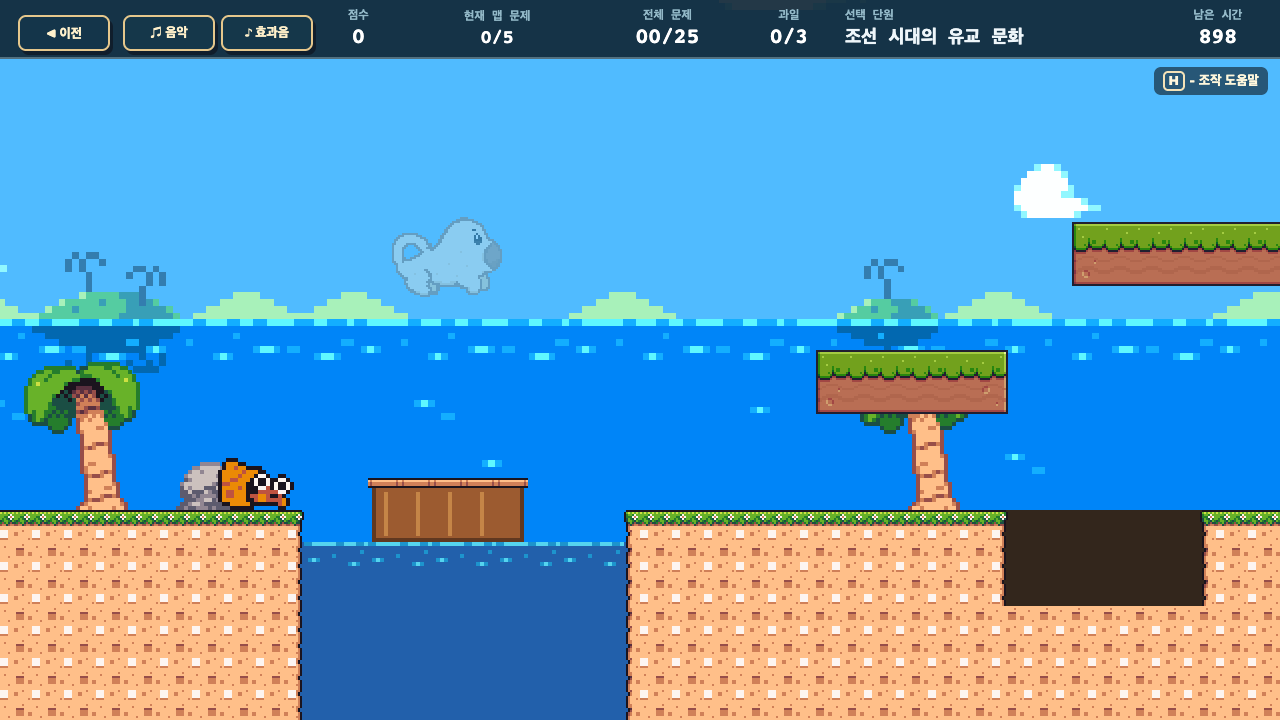 ◀ 이전
♫ 음악
♪ 효과음
점수
0
현재 맵 문제
0/5
전체 문제
00/25
과일
0/3
선택 단원
조선 시대의 유교 문화
남은 시간
898
H - 조작 도움말